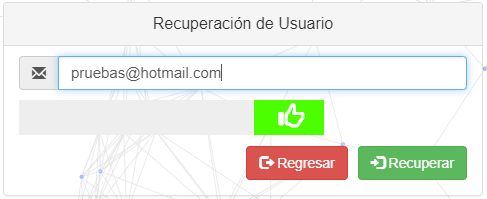 Recuperación de Usuario
pruebas@hotmail.com
Regresar
Recuperar